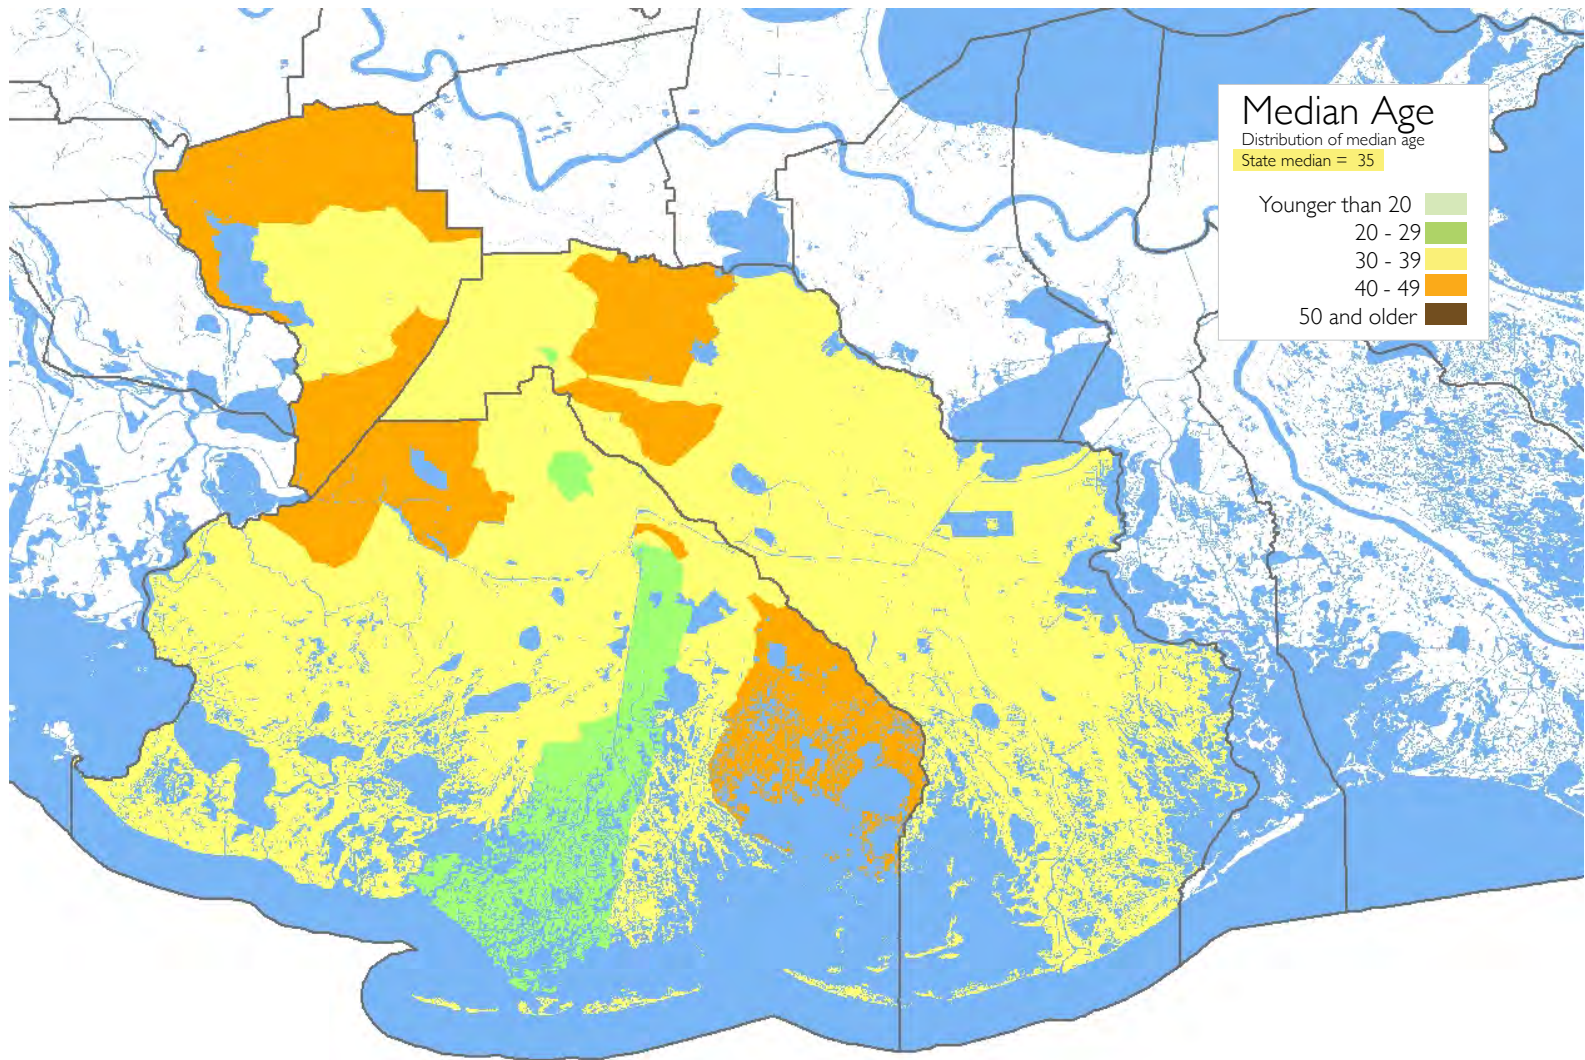 Median Age
Distribution of median age
State median = 35
Younger than 20
20 - 29
30 - 39
40 - 49
50 and older